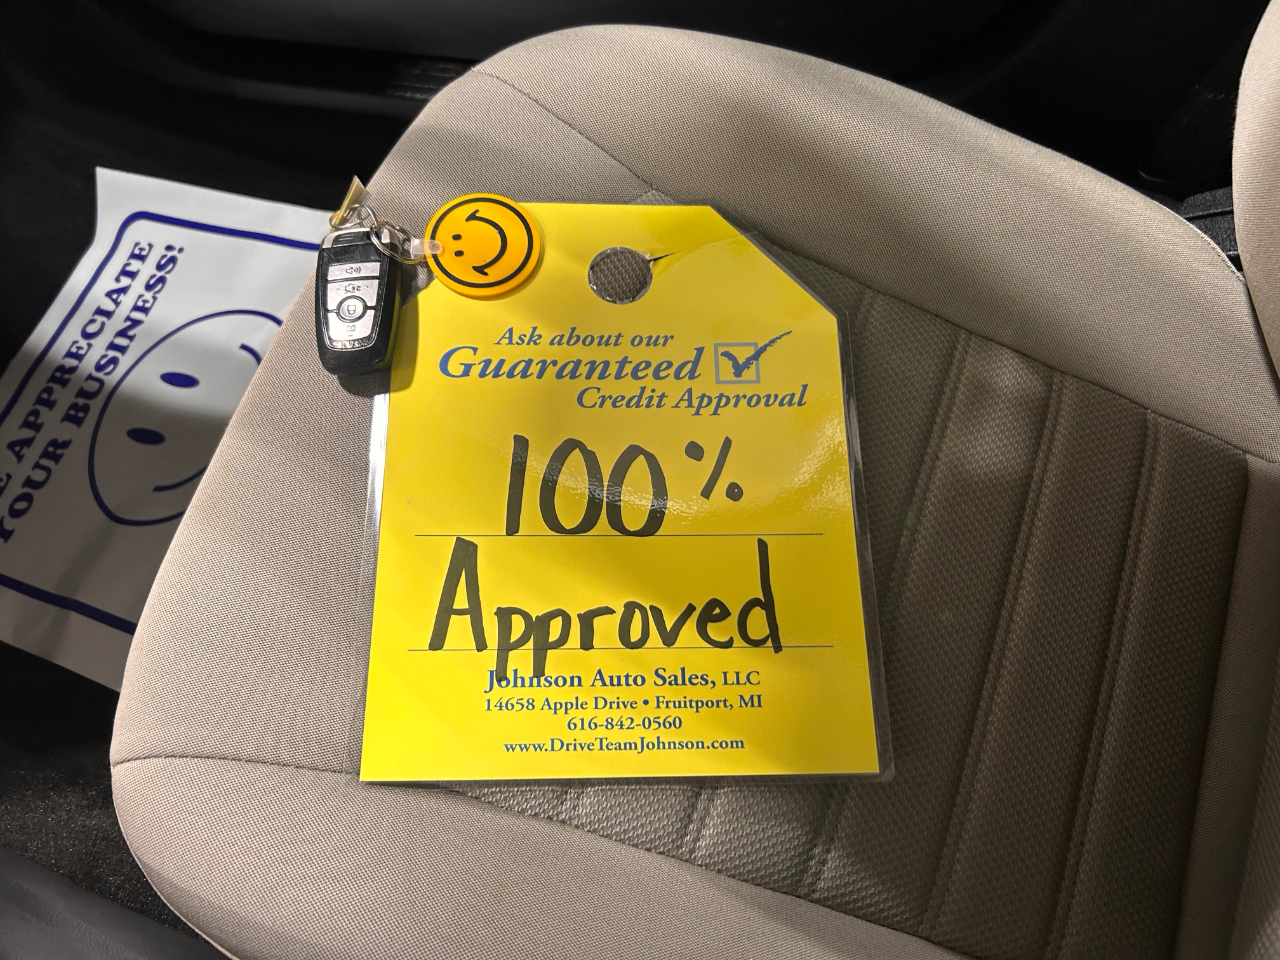 Ask about our
Guaranteed
Credit Approval
100%
Approved
Johnson Auto Sales, LLC
14658 Apple Drive • Fruitport, MI
616-842-0560
www.DriveTeamJohnson.com
APPRECIATE
YOUR BUSINESS!